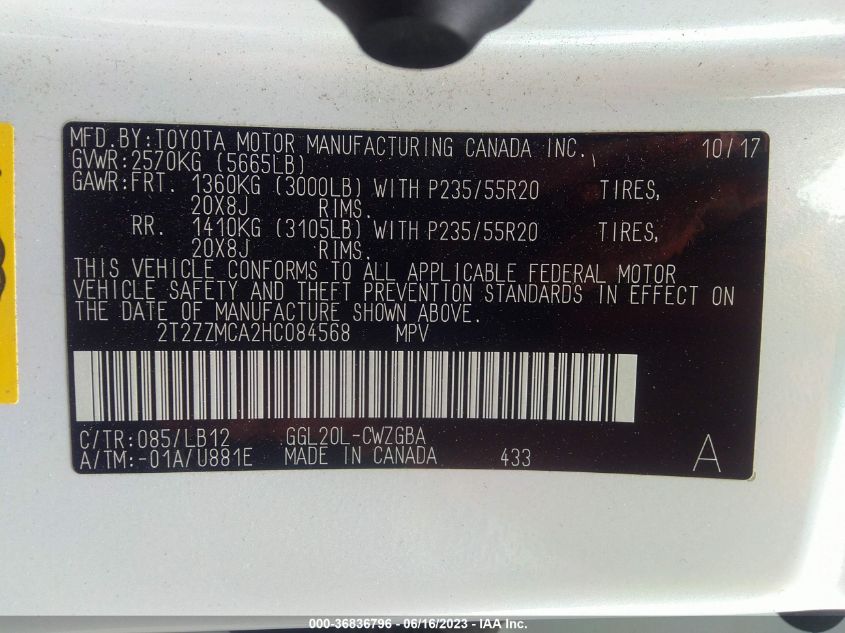 MFD.BY:TOYOTA MOTOR MANUFACTURING CANADA INC. 10/17
GVWR:2570KG (5665LB)
GAWR:FRT. 1360KG (3000LB) WITH P235/55R20 TIRES,
20X8J RIMS.
RR. 1410KG (3105LB) WITH P235/55R20 TIRES,
20X8J RIMS.
THIS VEHICLE CONFORMS TO ALL APPLICABLE FEDERAL MOTOR
VEHICLE SAFETY AND THEFT PREVENTION STANDARDS IN EFFECT ON
THE DATE OF MANUFACTURE SHOWN ABOVE.
2T2ZZMCA2HC084568 MPV
C/TR:085/LB12 GGL20L-CWZGBA
A/TM:-01A/U881E MADE IN CANADA 433 A
000-36836796 - 06/16/2023 - IAA Inc.